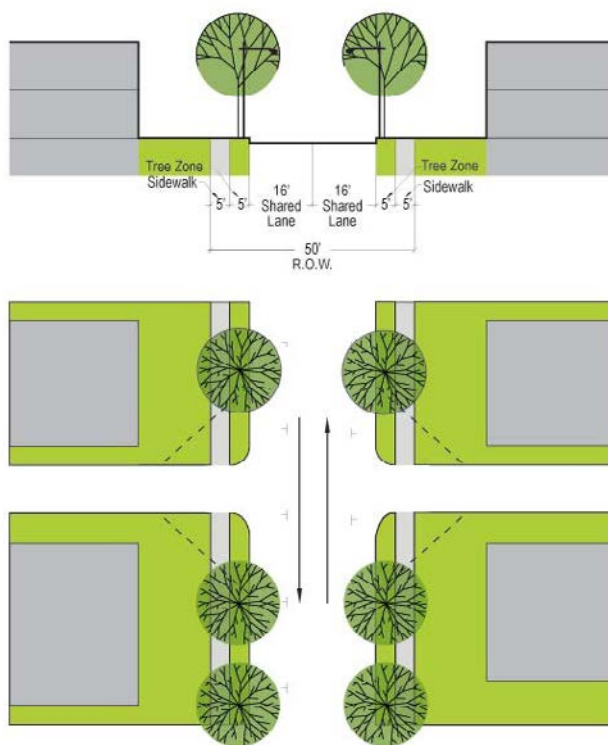 Tree Zone
Sidewalk
5' 5'
16'
Shared
Lane
16'
Shared
Lane
5' 5'
Tree Zone
Sidewalk
50'
R.O.W.